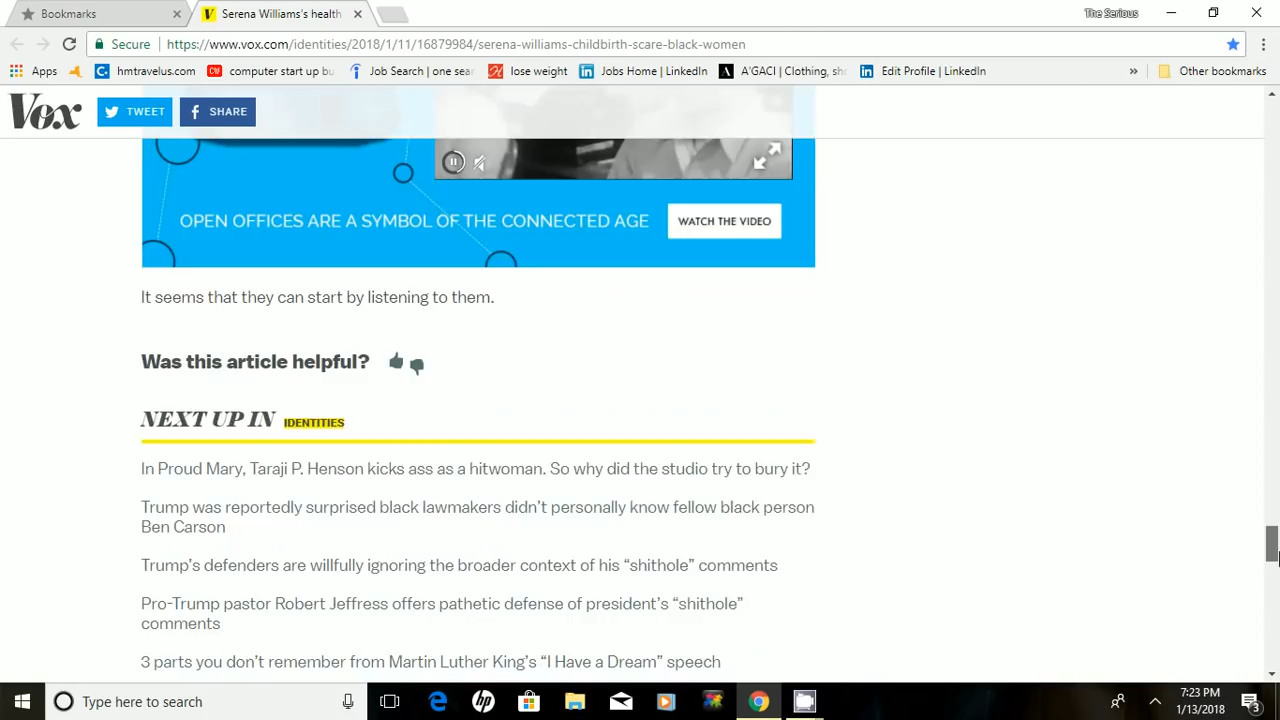 Bookmarks
Serena Williams's health
The Serious
Secure
https://www.vox.com/identities/2018/1/11/16879984/serena-williams-childbirth-scare-black-women
Apps
hmtravelus.com
computer start up bu
Job Search | one sea
lose weight
Jobs Home | LinkedIn
A'GACI | Clothing, sh
Edit Profile | LinkedIn
»
Other bookmarks
Vox
TWEET
SHARE
OPEN OFFICES ARE A SYMBOL OF THE CONNECTED AGE
WATCH THE VIDEO
It seems that they can start by listening to them.
Was this article helpful?
NEXT UP IN IDENTITIES
In Proud Mary, Taraji P. Henson kicks ass as a hitwoman. So why did the studio try to bury it?
Trump was reportedly surprised black lawmakers didn't personally know fellow black person
Ben Carson
Trump's defenders are willfully ignoring the broader context of his “shithole” comments
Pro-Trump pastor Robert Jeffress offers pathetic defense of president's “shithole”
comments
3 parts you don't remember from Martin Luther King's “I Have a Dream” speech
Type here to search
7:23 PM
1/13/2018
3